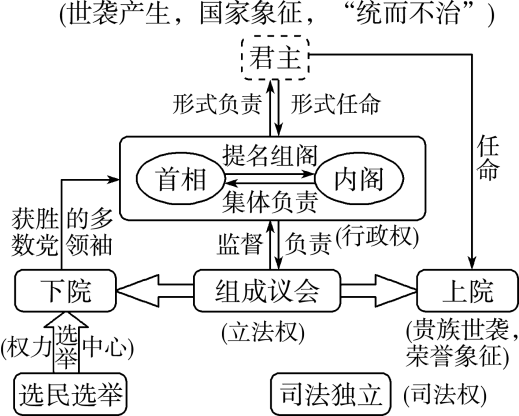 (世袭产生，国家象征，“统而不治”)
君主
形式负责
形式任命
任命
提名组阁
首相
内阁
集体负责
(行政权)
获胜的多
数党领袖
监督
负责
下院
组成议会
上院
(立法权)
(贵族世袭，
荣誉象征)
(权力选举中心)
选民选举
司法独立
(司法权)